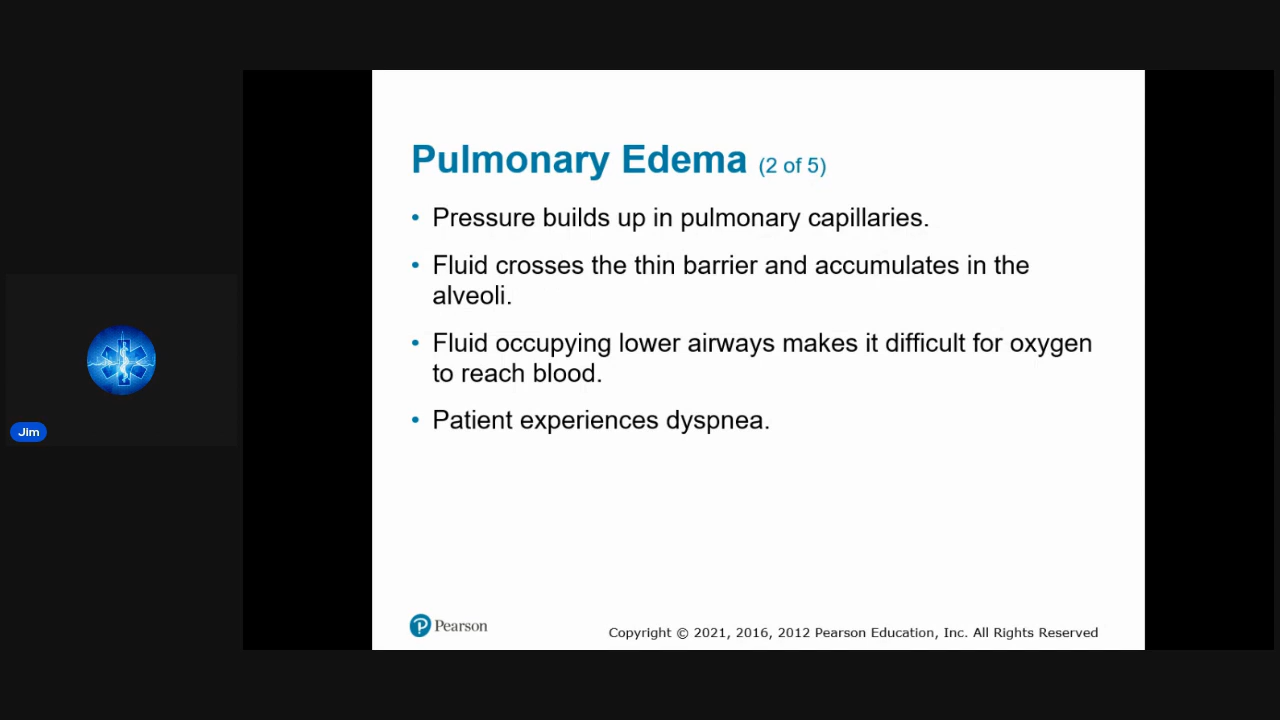 Pulmonary Edema (2 of 5)
• Pressure builds up in pulmonary capillaries.
• Fluid crosses the thin barrier and accumulates in the
alveoli.
• Fluid occupying lower airways makes it difficult for oxygen
to reach blood.
• Patient experiences dyspnea.
Jim
Pearson
Copyright © 2021, 2016, 2012 Pearson Education, Inc. All Rights Reserved